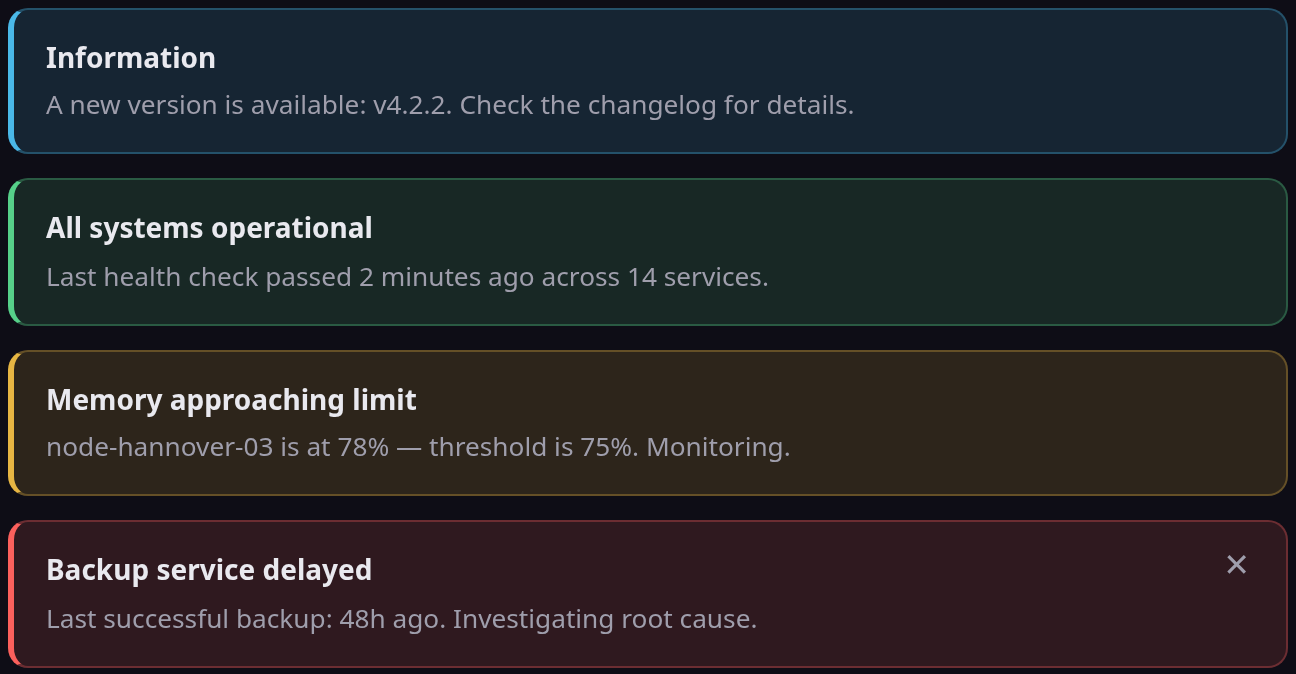 Information
A new version is available: v4.2.2. Check the changelog for details.
All systems operational
Last health check passed 2 minutes ago across 14 services.
Memory approaching limit
node-hannover-03 is at 78% — threshold is 75%. Monitoring.
Backup service delayed
✕
Last successful backup: 48h ago. Investigating root cause.